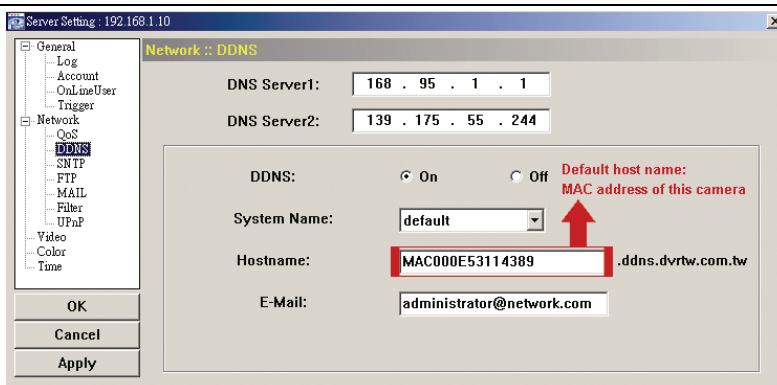 Server Setting : 192.168.1.10
General
Log
Account
OnLineUser
Trigger
Network
QoS
DDNS
SNTP
FTP
MAIL
Filter
UPnP
Video
Color
Time
OK
Cancel
Apply
Network :: DDNS
DNS Server1: 168 . 95 . 1 . 1
DNS Server2: 139 . 175 . 55 . 244
DDNS: On Off
Default host name:
MAC address of this camera
System Name: default
Hostname: MAC000E53114389 .ddns.dvrtw.com.tw
E-Mail: administrator@network.com